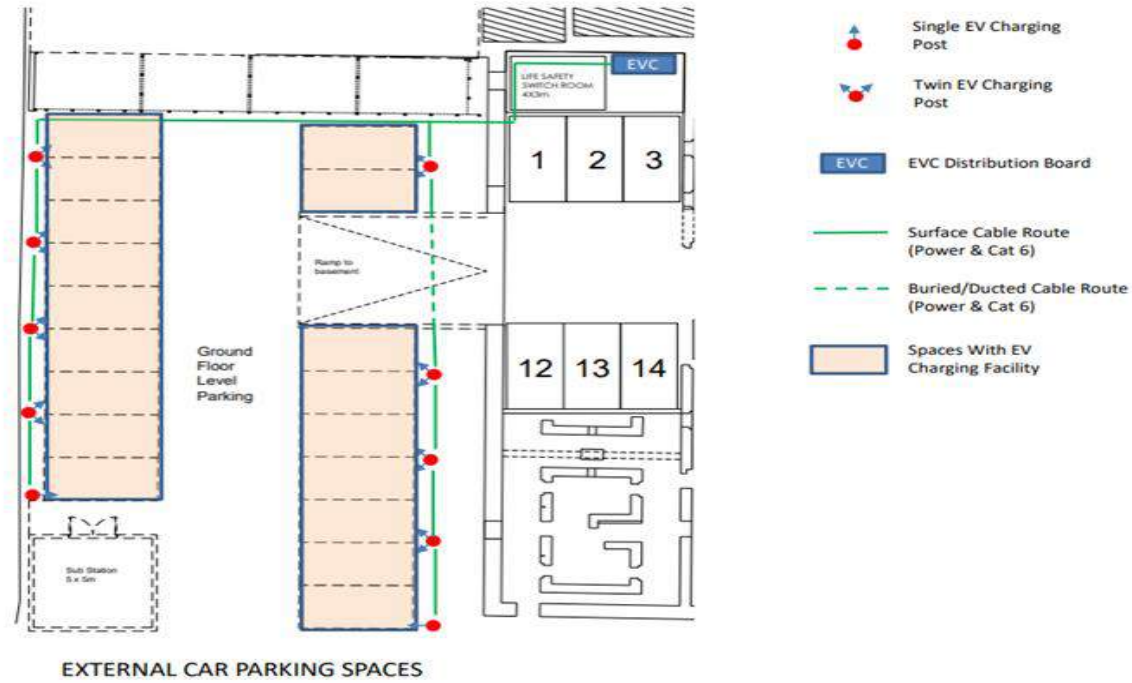 EVC
LIFE SAFETY
SWITCH ROOM
4X3m
1 2 3
Ramp to
basement
Ground
Floor
Level
Parking
12 13 14
Sub Station
5 x 5m
EXTERNAL CAR PARKING SPACES
Single EV Charging
Post
Twin EV Charging
Post
EVC EVC Distribution Board
Surface Cable Route
(Power & Cat 6)
Buried/Ducted Cable Route
(Power & Cat 6)
Spaces With EV
Charging Facility